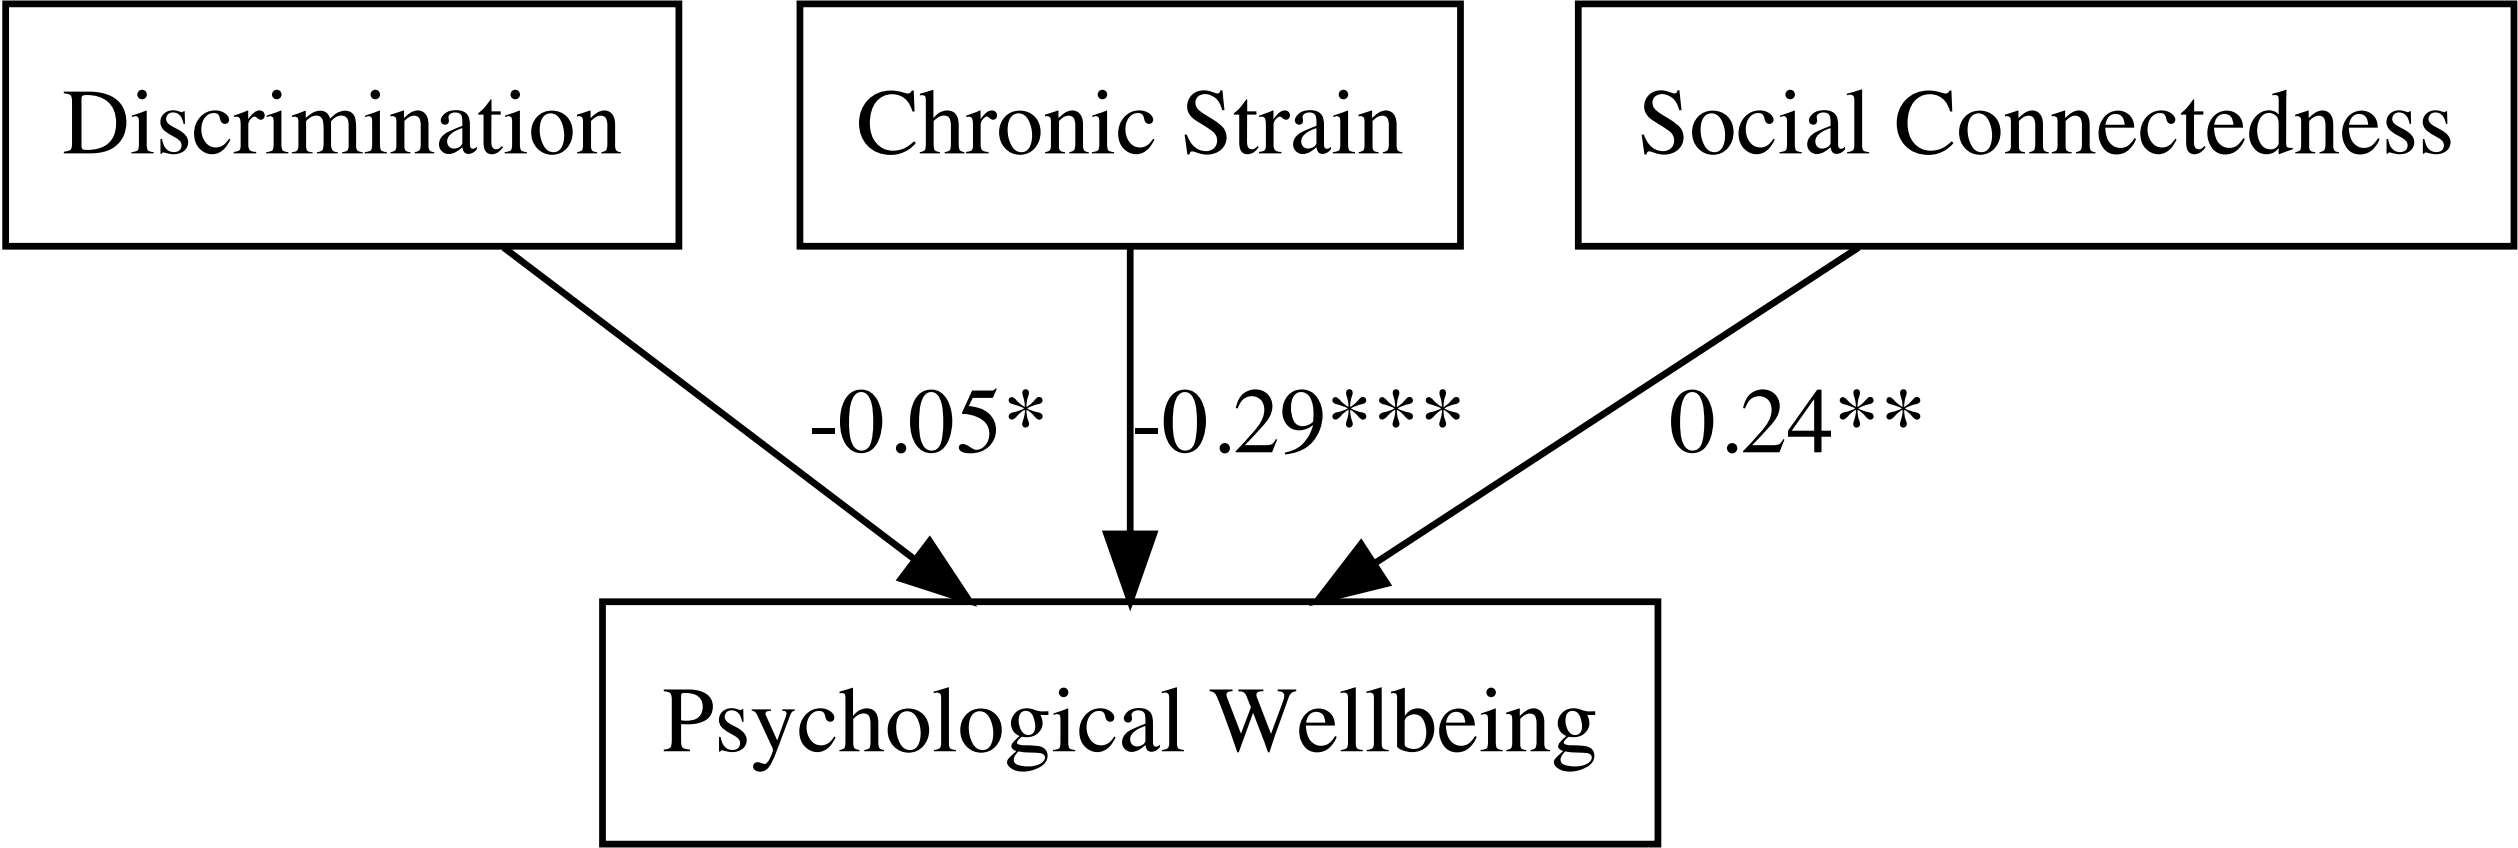 Discrimination
Chronic Strain
Social Connectedness
-0.05*
-0.29***
0.24**
Psychological Wellbeing